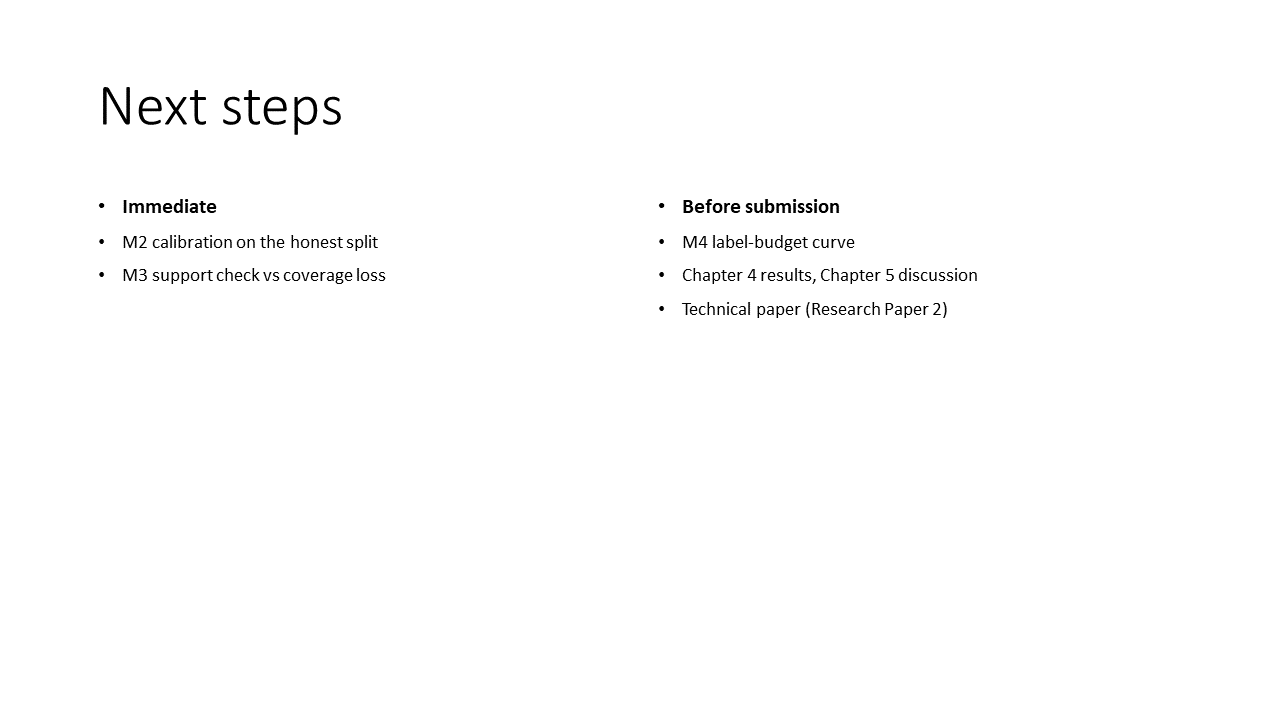 Next steps
• Immediate
• M2 calibration on the honest split
• M3 support check vs coverage loss
• Before submission
• M4 label-budget curve
• Chapter 4 results, Chapter 5 discussion
• Technical paper (Research Paper 2)